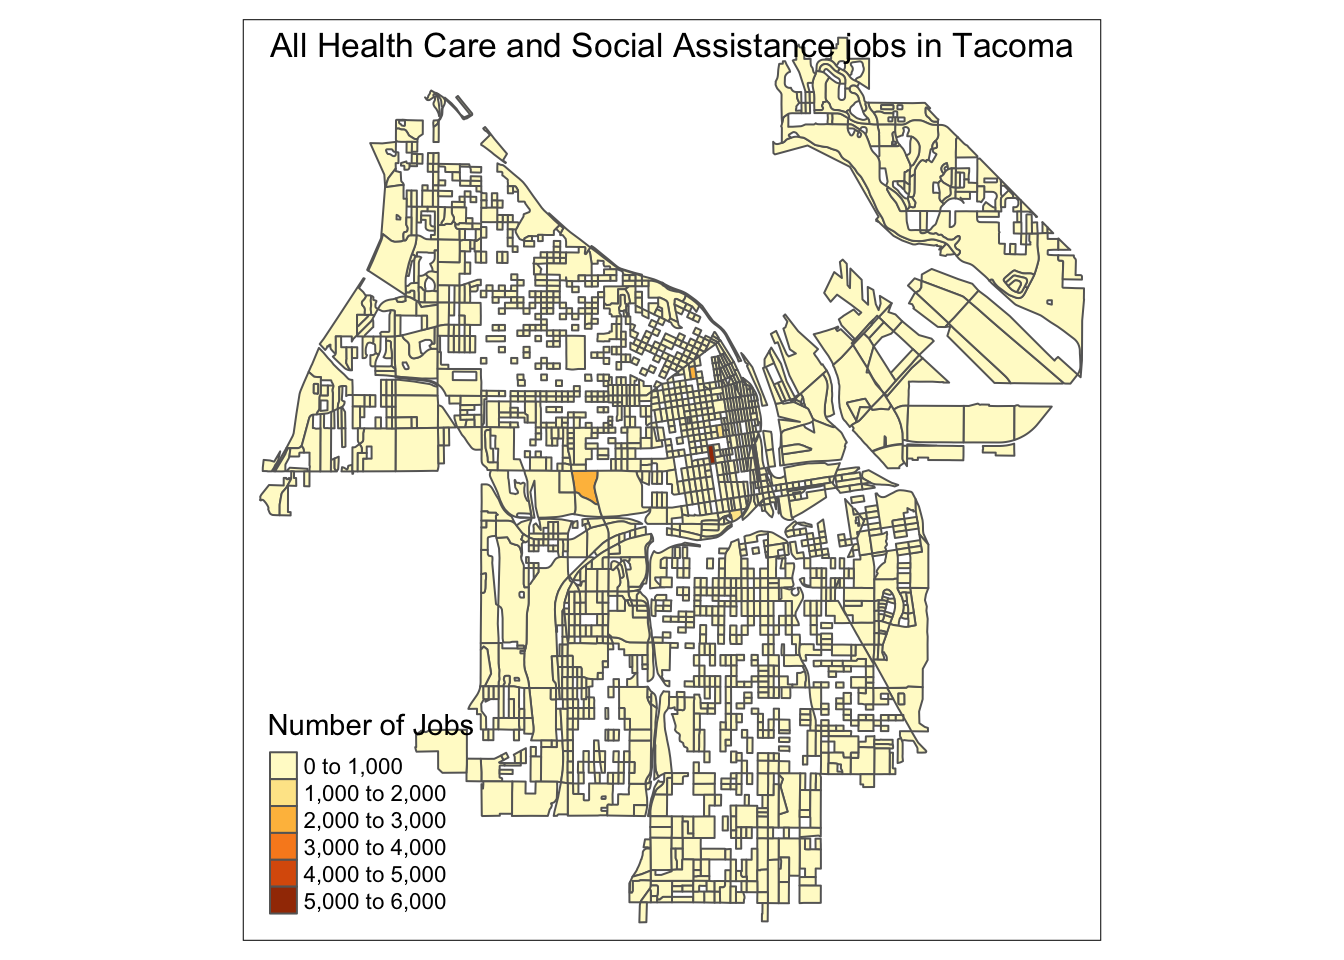 All Health Care and Social Assistance jobs in Tacoma
Number of Jobs
0 to 1,000
1,000 to 2,000
2,000 to 3,000
3,000 to 4,000
4,000 to 5,000
5,000 to 6,000